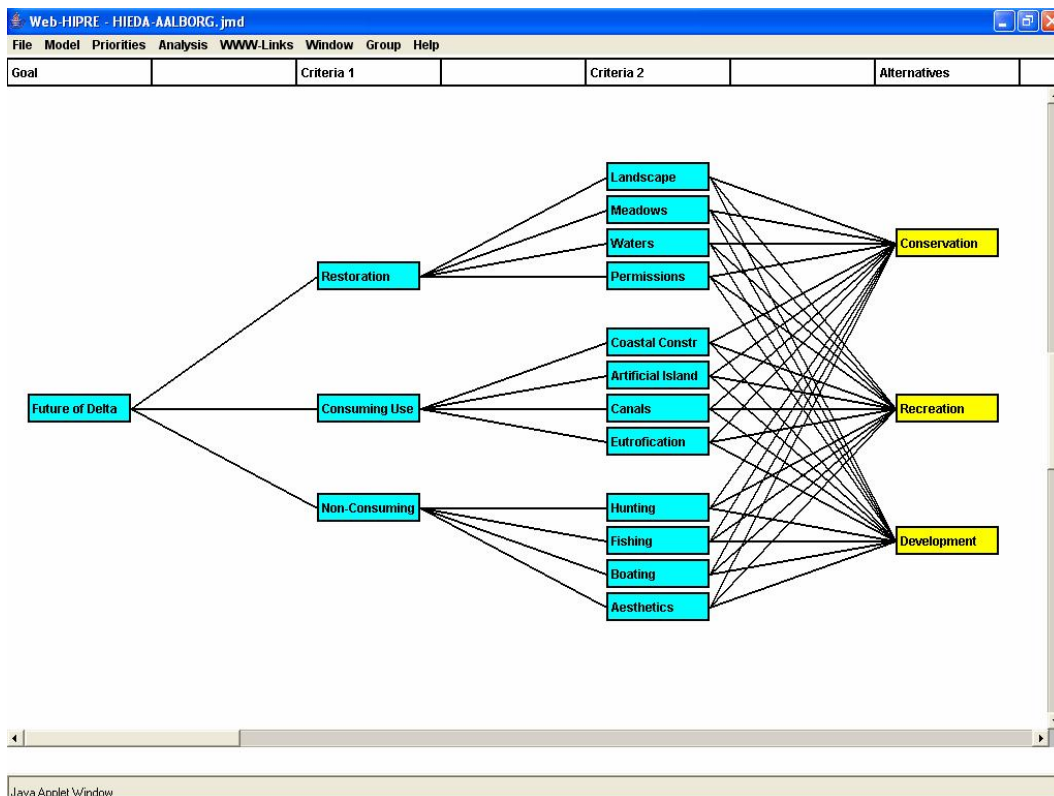 Web-HIPRE - HIEDA-AALBORG.jmd
File Model Priorities Analysis WWW-Links Window Group Help
Goal Criteria 1 Criteria 2 Alternatives
Landscape
Meadows
Waters
Conservation
Restoration
Permissions
Coastal Constr
Artificial Island
Future of Delta
Consuming Use
Canals
Recreation
Eutrofication
Non-Consuming
Hunting
Fishing
Development
Boating
Aesthetics
Java Applet Window